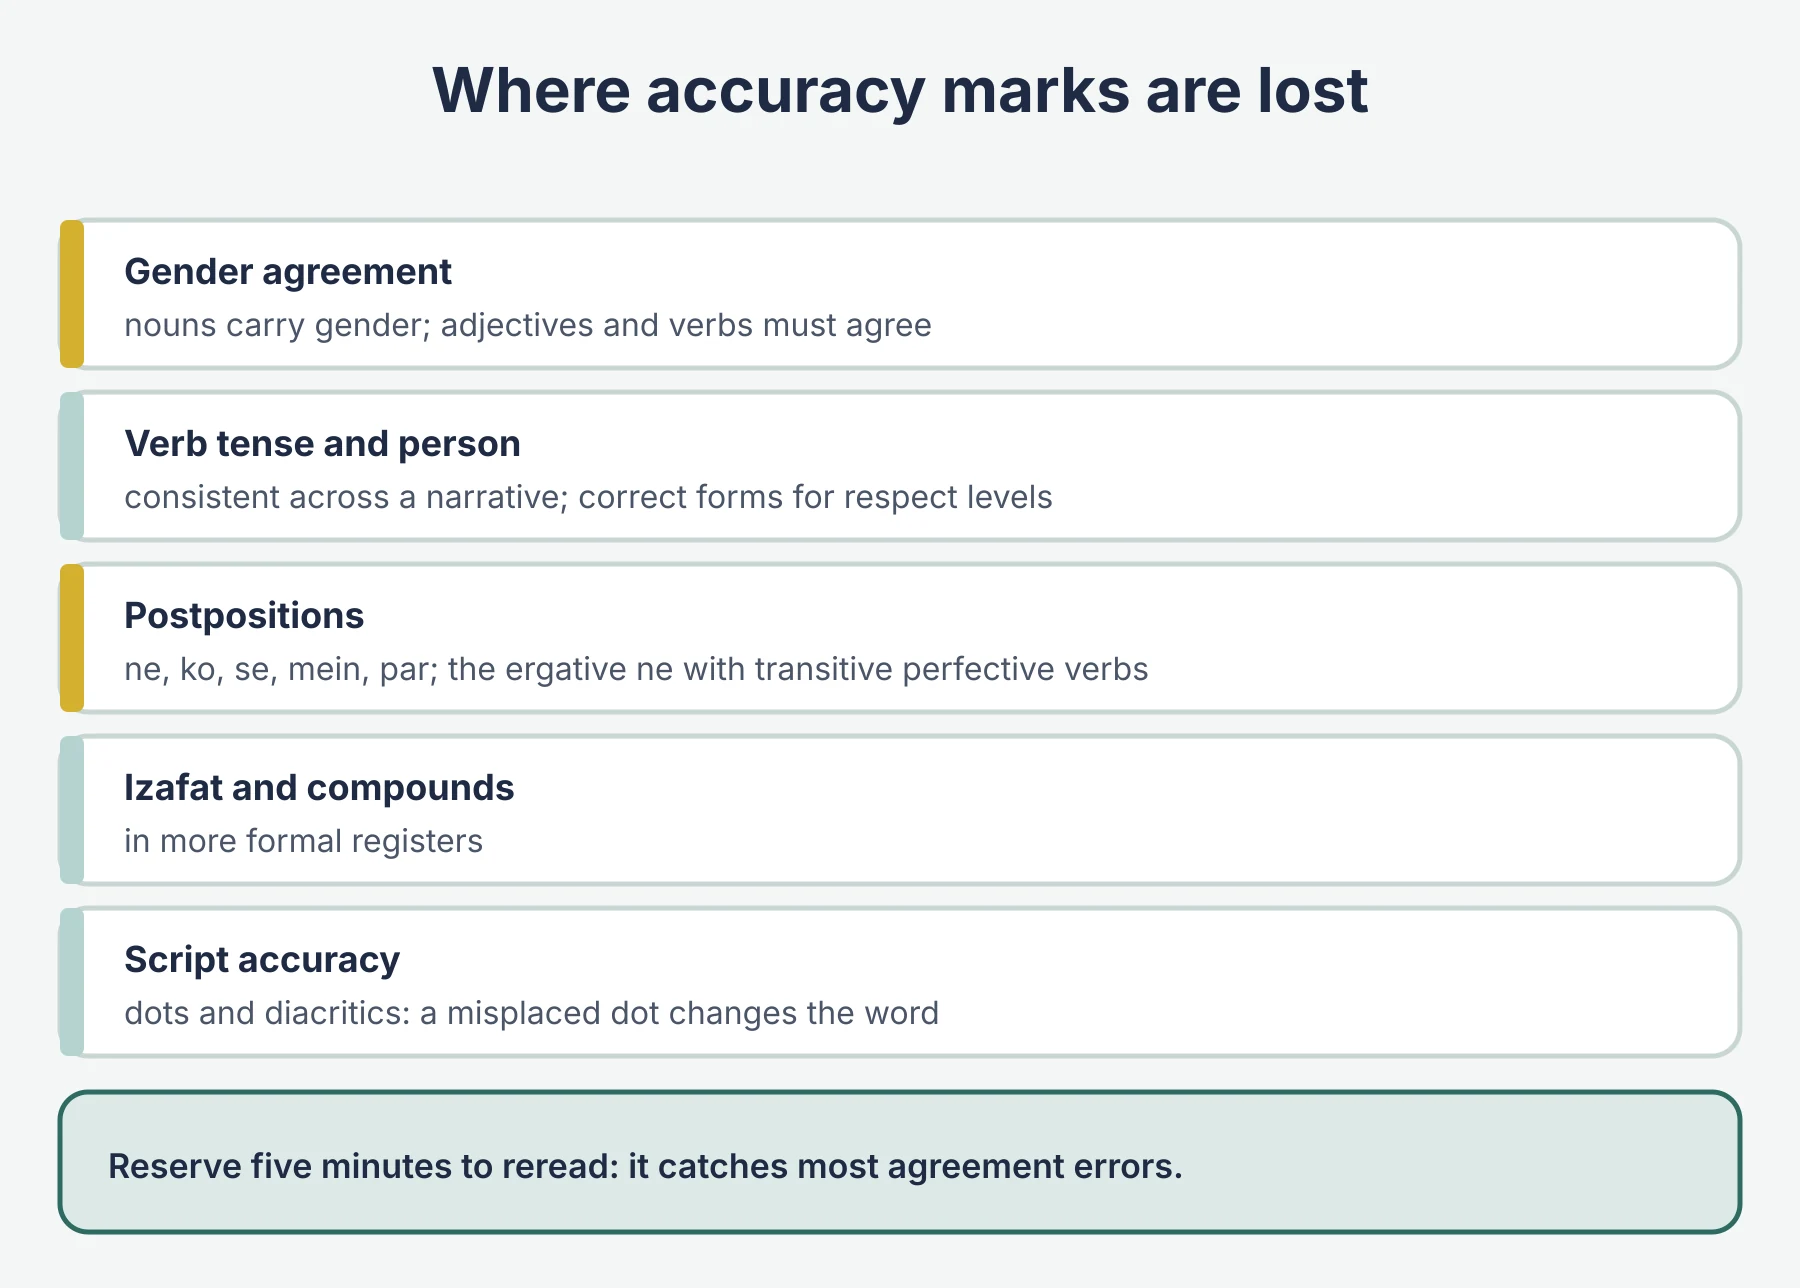 Where accuracy marks are lost
Gender agreement
nouns carry gender; adjectives and verbs must agree
Verb tense and person
consistent across a narrative; correct forms for respect levels
Postpositions
ne, ko, se, mein, par; the ergative ne with transitive perfective verbs
Izafat and compounds
in more formal registers
Script accuracy
dots and diacritics: a misplaced dot changes the word
Reserve five minutes to reread: it catches most agreement errors.